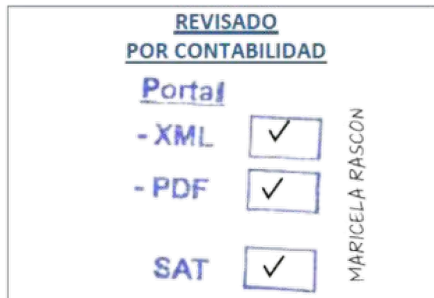 REVISADO
POR CONTABILIDAD
Portal
- XML ✓
- PDF ✓
SAT ✓
MARICELA RASCON